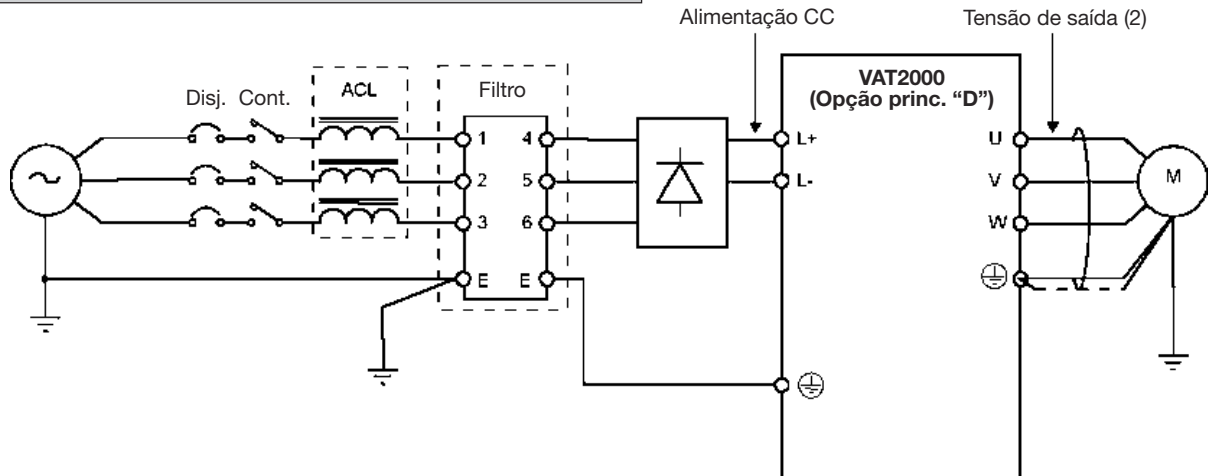 Alimentação CC
Tensão de saída (2)
VAT2000
(Opção princ. “D”)
Disj.
Cont.
ACL
Filtro
1
4
2
5
3
6
E
E
L+
L-
U
V
W
M